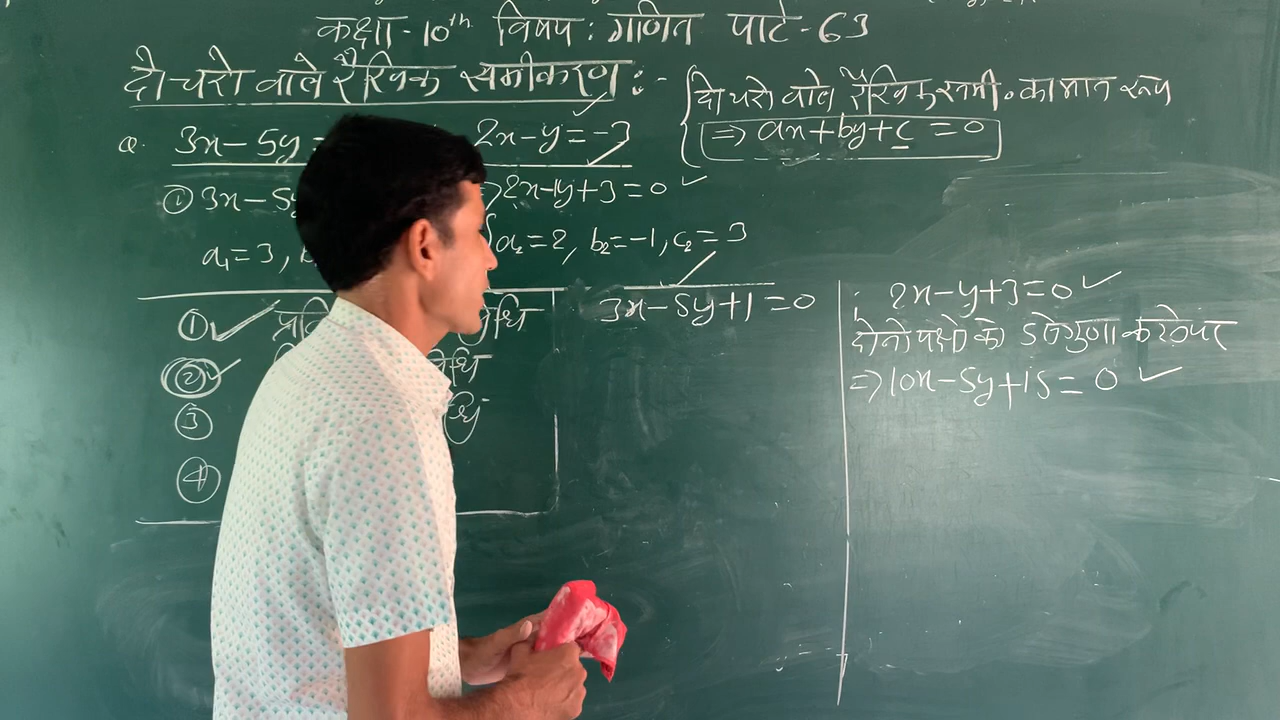 कक्षा-10th विषय: गणित पार्ट-63
दो चरो वाले रैखिक समीकरण :-
{दो चरो वाले रैखिक समी० का मान रूप
⇒ ax+by+c=0
Q. 3x-5y= 2x-y=-3
① 3x-5y ⇒2x-1y+3=0 ✓
a₁=3, b a₂=2, b₂=-1, c₂=3
① ✓
② ✓
③
④
3x-5y+1=0
; 2x-y+3=0 ✓
दोनो पक्षो को 5 से गुणा करने पर
⇒10x-5y+15=0 ✓